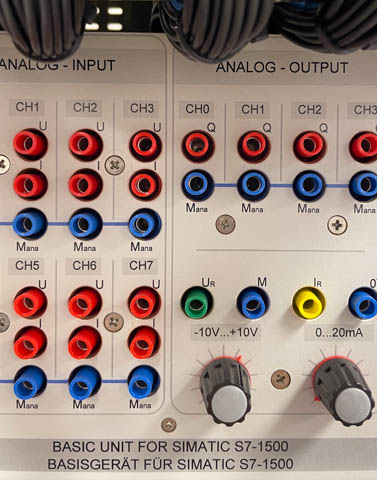 ANALOG - INPUT
ANALOG - OUTPUT
CH1 CH2 CH3 CH0 CH1 CH2 CH3
U U U Q Q Q
I I I
Mana Mana Mana Mana Mana Mana Mana
CH5 CH6 CH7
U U U UR M IR
I I I
-10V...+10V 0...20mA
Mana Mana Mana
BASIC UNIT FOR SIMATIC S7-1500
BASISGERÄT FÜR SIMATIC S7-1500